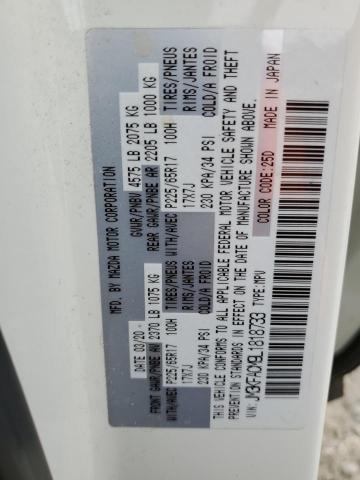 MFD. BY MAZDA MOTOR CORPORATION
DATE 03/20 GVWR/PNBV 4575 LB 2075 KG
FRONT GAWR/PNBE AV 2370 LB 1075 KG REAR GAWR/PNBE AR 2205 LB 1000 KG
WITH/AVEC P225/65R17 100H TIRES/PNEUS WITH/AVEC P225/65R17 100H TIRES/PNEUS
17X7J RIMS/JANTES 17X7J RIMS/JANTES
230 KPA/34 PSI COLD/A FROID 230 KPA/34 PSI COLD/A FROID
THIS VEHICLE CONFORMS TO ALL APPLICABLE FEDERAL MOTOR VEHICLE SAFETY AND THEFT
PREVENTION STANDARDS IN EFFECT ON THE DATE OF MANUFACTURE SHOWN ABOVE.
VIN: TYPE: MPV COLOR CODE: 25D MADE IN JAPAN